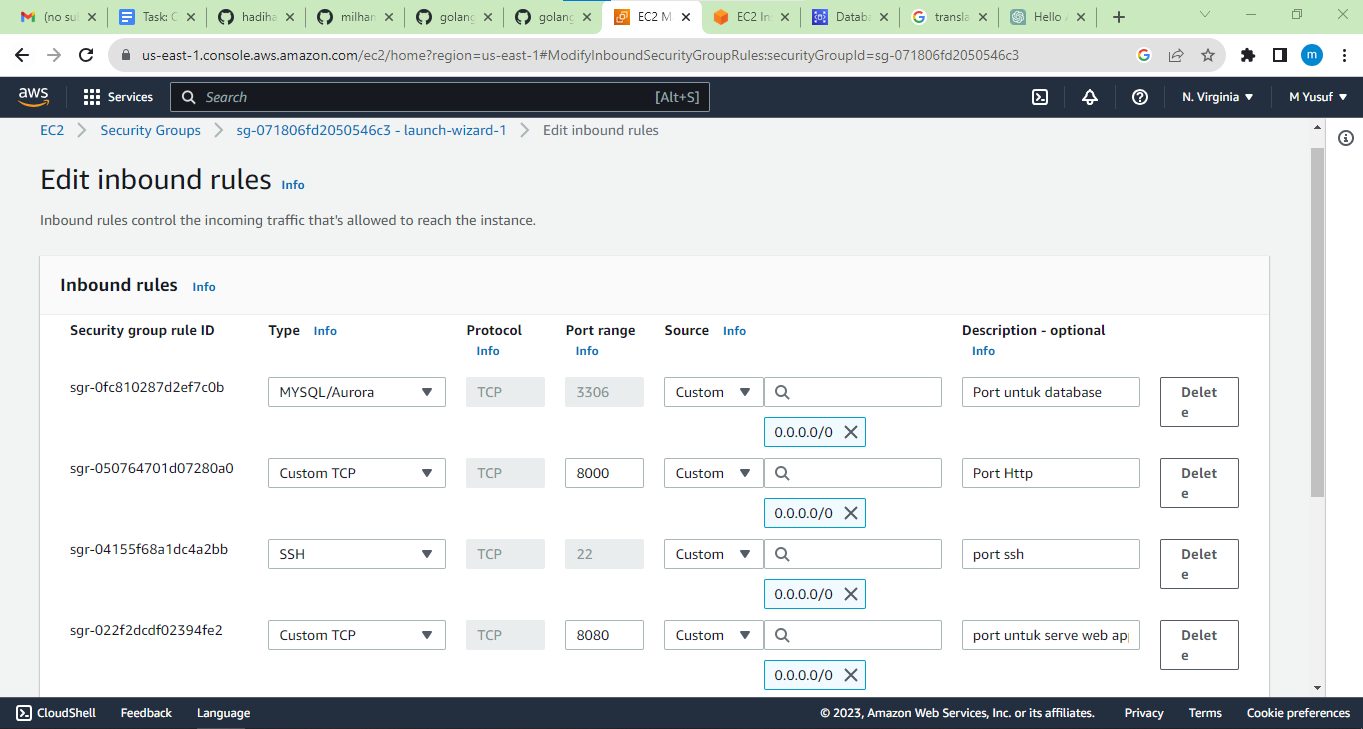 (no su
Task: C
hadiha
milhan
golang
golang
EC2 M
EC2 In
Datab
transla
Hello
us-east-1.console.aws.amazon.com/ec2/home?region=us-east-1#ModifyInboundSecurityGroupRules:securityGroupId=sg-071806fd2050546c3
m
aws
Services
Search
[Alt+S]
N. Virginia
M Yusuf
EC2
Security Groups
sg-071806fd2050546c3 - launch-wizard-1
Edit inbound rules
Edit inbound rules Info
Inbound rules control the incoming traffic that's allowed to reach the instance.
Inbound rules Info
Security group rule ID
Type Info
Protocol
Info
Port range
Info
Source Info
Description - optional
Info
sgr-0fc810287d2ef7c0b
MYSQL/Aurora
TCP
3306
Custom
0.0.0.0/0
Port untuk database
Delet
e
sgr-050764701d07280a0
Custom TCP
TCP
8000
Custom
0.0.0.0/0
Port Http
Delet
e
sgr-04155f68a1dc4a2bb
SSH
TCP
22
Custom
0.0.0.0/0
port ssh
Delet
e
sgr-022f2dcdf02394fe2
Custom TCP
TCP
8080
Custom
0.0.0.0/0
port untuk serve web ap
Delet
e
CloudShell
Feedback
Language
© 2023, Amazon Web Services, Inc. or its affiliates.
Privacy
Terms
Cookie preferences